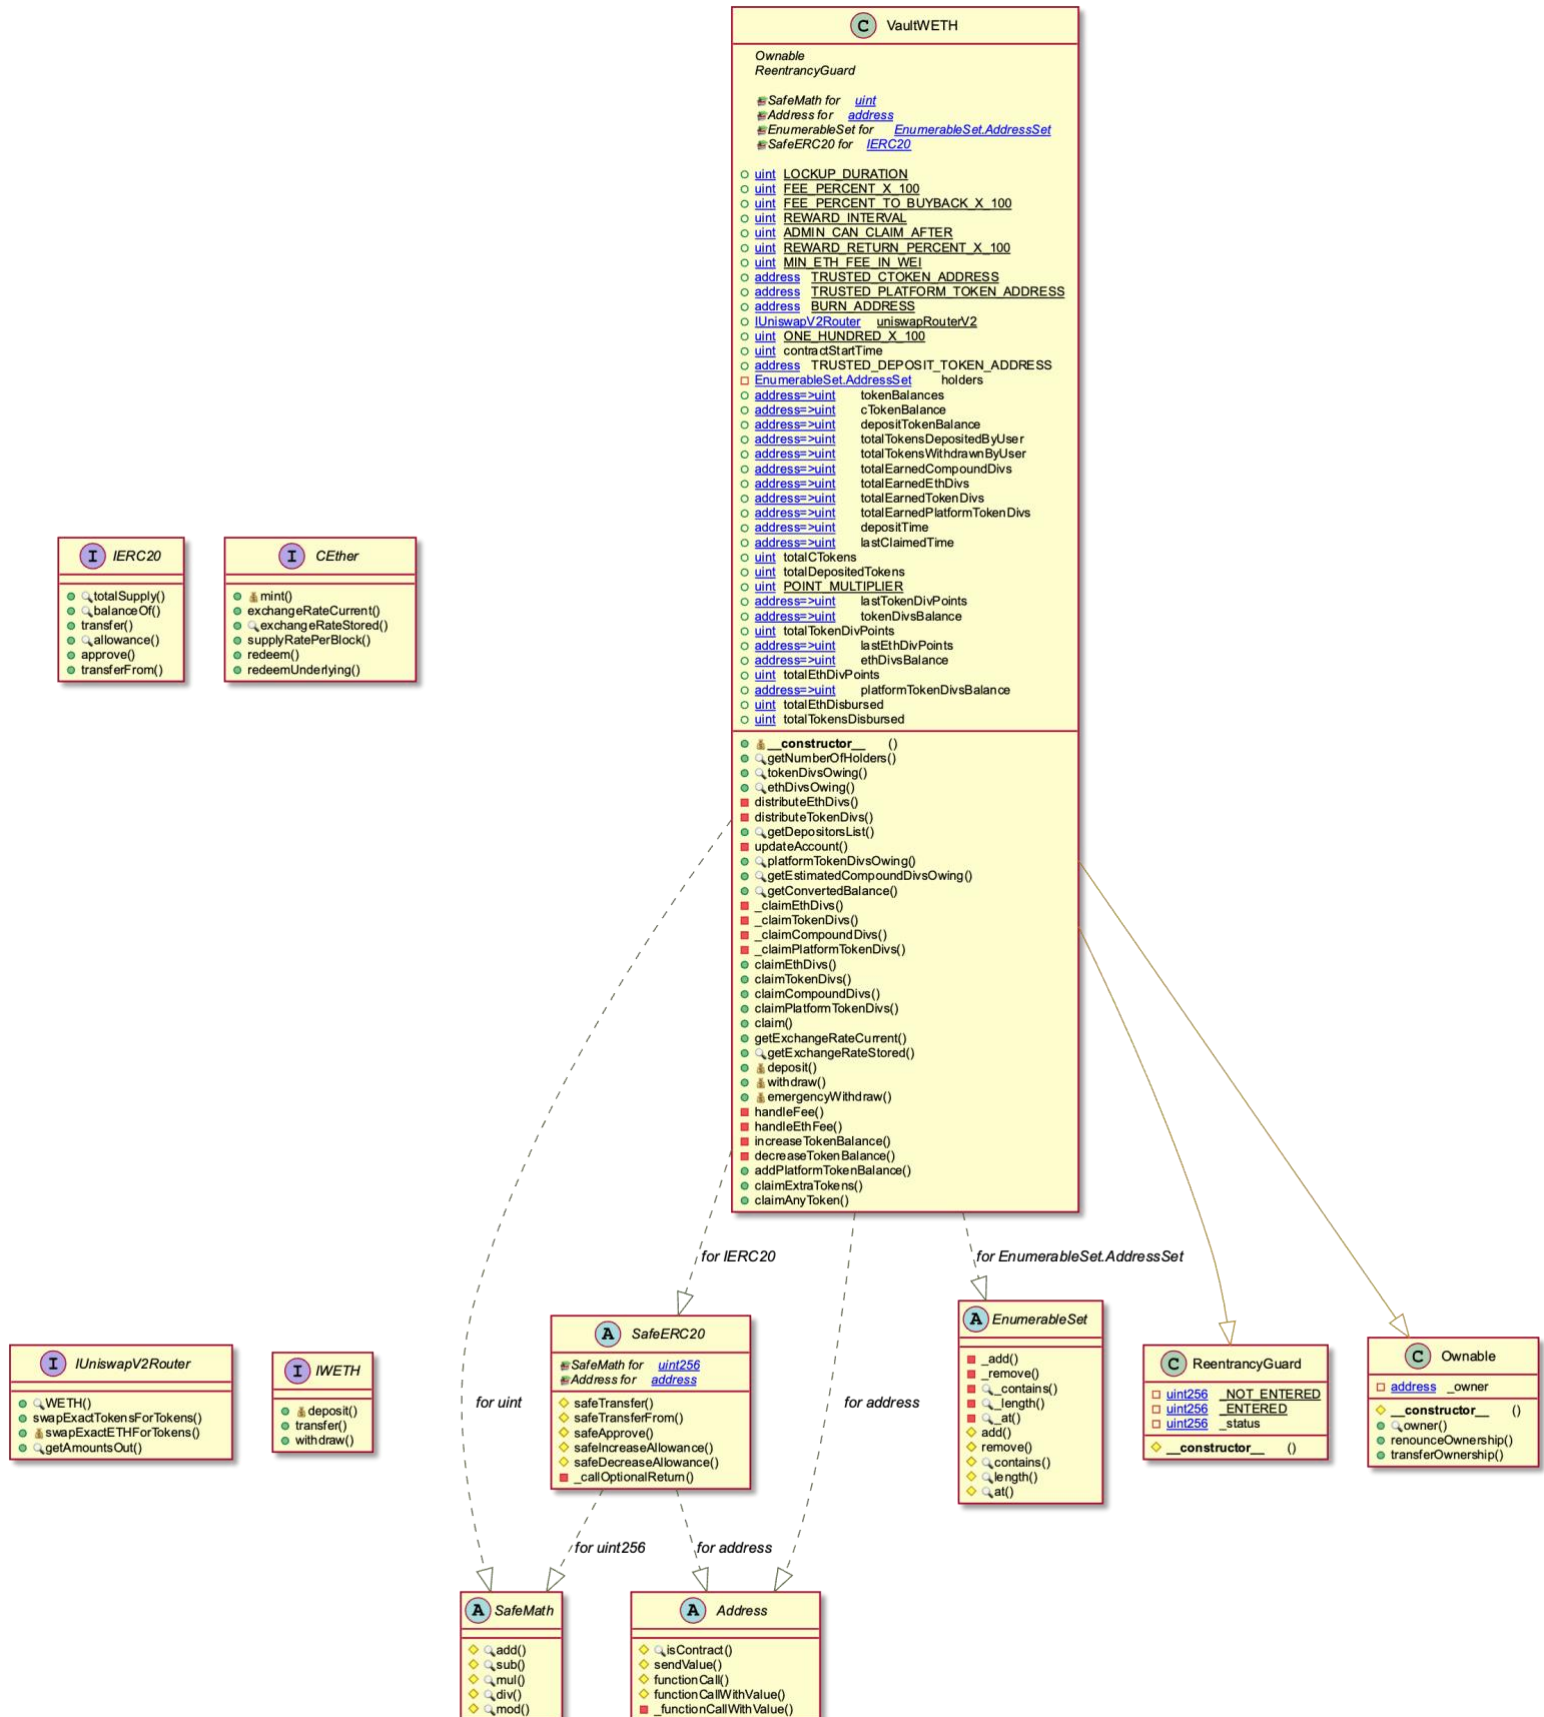 C VaultWETH
Ownable
ReentrancyGuard
SafeMath for uint
Address for address
EnumerableSet for EnumerableSet.AddressSet
SafeERC20 for IERC20
uint LOCKUP_DURATION
uint FEE_PERCENT_X_100
uint FEE_PERCENT_TO_BUYBACK_X_100
uint REWARD_INTERVAL
uint ADMIN_CAN_CLAIM_AFTER
uint REWARD_RETURN_PERCENT_X_100
uint MIN_ETH_FEE_IN_WEI
address TRUSTED_CTOKEN_ADDRESS
address TRUSTED_PLATFORM_TOKEN_ADDRESS
address BURN_ADDRESS
IUniswapV2Router uniswapRouterV2
uint ONE_HUNDRED_X_100
uint contractStartTime
address TRUSTED_DEPOSIT_TOKEN_ADDRESS
EnumerableSet.AddressSet holders
address=>uint tokenBalances
address=>uint cTokenBalance
address=>uint depositTokenBalance
address=>uint totalTokensDepositedByUser
address=>uint totalTokensWithdrawnByUser
address=>uint totalEarnedCompoundDivs
address=>uint totalEarnedEthDivs
address=>uint totalEarnedTokenDivs
address=>uint totalEarnedPlatformTokenDivs
address=>uint depositTime
address=>uint lastClaimedTime
uint totalCTokens
uint totalDepositedTokens
uint POINT_MULTIPLIER
address=>uint lastTokenDivPoints
address=>uint tokenDivsBalance
uint totalTokenDivPoints
address=>uint lastEthDivPoints
address=>uint ethDivsBalance
uint totalEthDivPoints
address=>uint platformTokenDivsBalance
uint totalEthDisbursed
uint totalTokensDisbursed
__constructor__ ()
getNumberOfHolders()
tokenDivsOwing()
ethDivsOwing()
distributeEthDivs()
distributeTokenDivs()
getDepositorsList()
updateAccount()
platformTokenDivsOwing()
getEstimatedCompoundDivsOwing()
getConvertedBalance()
_claimEthDivs()
_claimTokenDivs()
_claimCompoundDivs()
_claimPlatformTokenDivs()
claimEthDivs()
claimTokenDivs()
claimCompoundDivs()
claimPlatformTokenDivs()
claim()
getExchangeRateCurrent()
getExchangeRateStored()
deposit()
withdraw()
emergencyWithdraw()
handleFee()
handleEthFee()
increaseTokenBalance()
decreaseTokenBalance()
addPlatformTokenBalance()
claimExtraTokens()
claimAnyToken()
I IERC20
totalSupply()
balanceOf()
transfer()
allowance()
approve()
transferFrom()
I CEther
mint()
exchangeRateCurrent()
exchangeRateStored()
supplyRatePerBlock()
redeem()
redeemUnderlying()
for IERC20
for EnumerableSet.AddressSet
for uint
for address
I IUniswapV2Router
WETH()
swapExactTokensForTokens()
swapExactETHForTokens()
getAmountsOut()
I IWETH
deposit()
transfer()
withdraw()
A SafeERC20
SafeMath for uint256
Address for address
safeTransfer()
safeTransferFrom()
safeApprove()
safeIncreaseAllowance()
safeDecreaseAllowance()
_callOptionalReturn()
A EnumerableSet
_add()
_remove()
_contains()
_length()
_at()
add()
remove()
contains()
length()
at()
C ReentrancyGuard
uint256 _NOT_ENTERED
uint256 _ENTERED
uint256 _status
__constructor__ ()
C Ownable
address _owner
__constructor__ ()
owner()
renounceOwnership()
transferOwnership()
for uint256
for address
A SafeMath
add()
sub()
mul()
div()
mod()
A Address
isContract()
sendValue()
functionCall()
functionCallWithValue()
_functionCallWithValue()